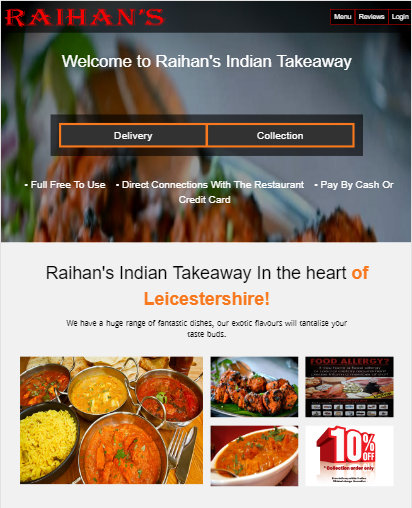 RAIHAN'S
Menu Reviews Login
Welcome to Raihan's Indian Takeaway
Delivery Collection
• Full Free To Use • Direct Connections With The Restaurant • Pay By Cash Or
Credit Card
Raihan's Indian Takeaway In the heart of
Leicestershire!
We have a huge range of fantastic dishes, our exotic flavours will tantalise your
taste buds.
FOOD ALLERGY?
10%
OFF
* Collection order only